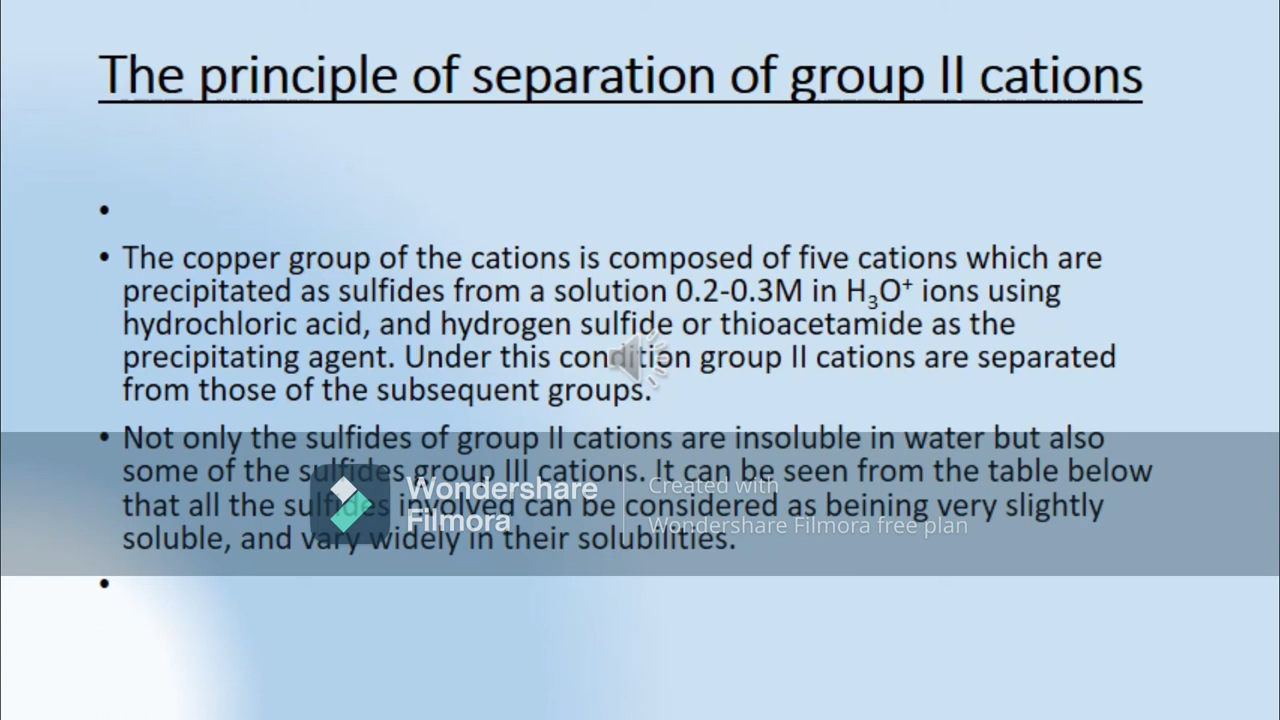 The principle of separation of group II cations
•
• The copper group of the cations is composed of five cations which are
precipitated as sulfides from a solution 0.2-0.3M in H₃O⁺ ions using
hydrochloric acid, and hydrogen sulfide or thioacetamide as the
precipitating agent. Under this condition group II cations are separated
from those of the subsequent groups.
• Not only the sulfides of group II cations are insoluble in water but also
some of the sulfides group III cations. It can be seen from the table below
that all the sulfides involved can be considered as beining very slightly
soluble, and vary widely in their solubilities.
•
Wondershare
Filmora
Created with
Wondershare Filmora free plan